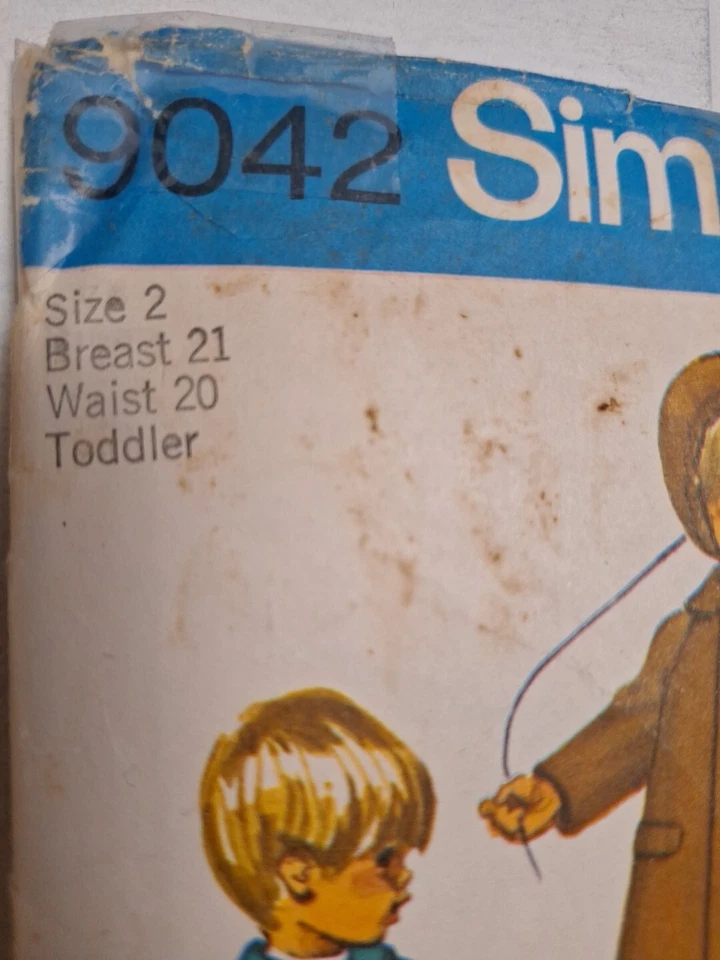 9042 Sim
Size 2
Breast 21
Waist 20
Toddler